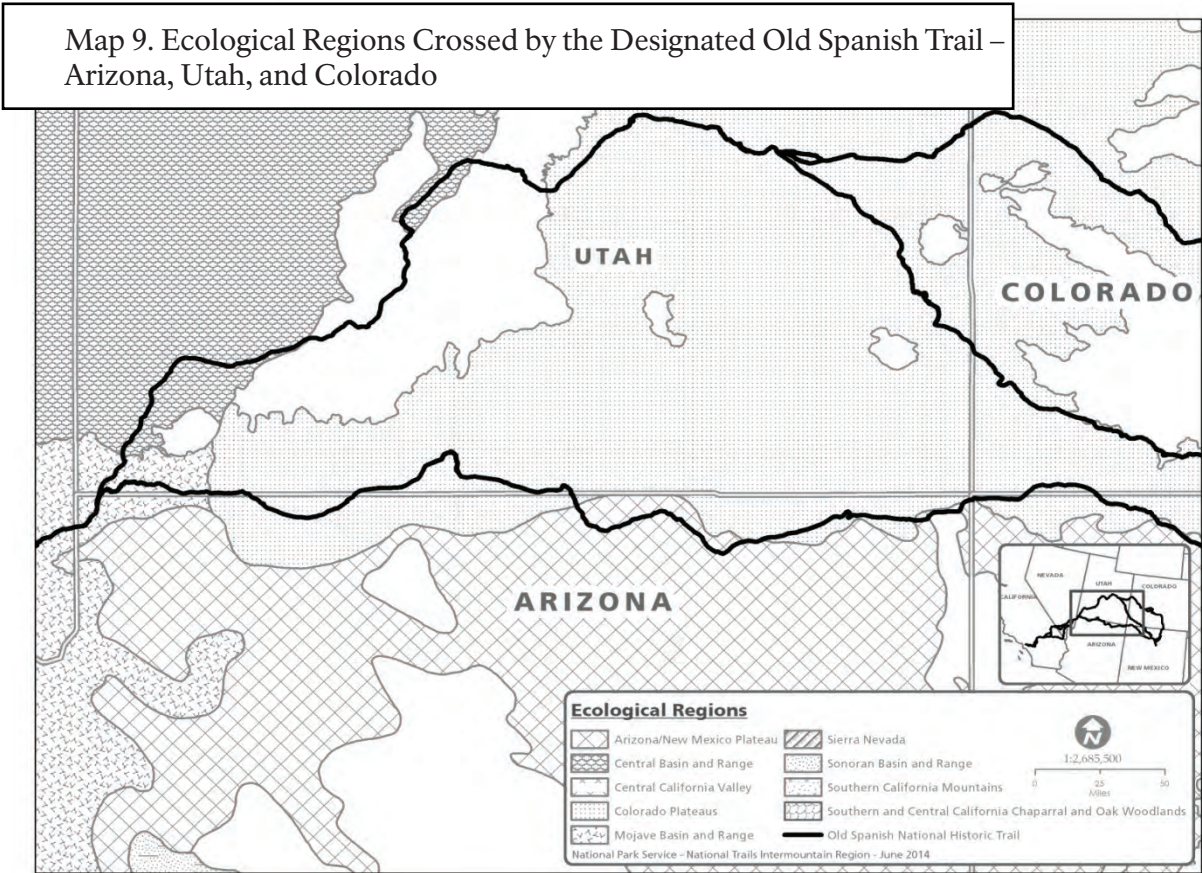 Map 9. Ecological Regions Crossed by the Designated Old Spanish Trail –
Arizona, Utah, and Colorado
UTAH
COLORADO
ARIZONA
NEVADA
UTAH
COLORADO
CALIFORNIA
ARIZONA
NEW MEXICO
Ecological Regions
Arizona/New Mexico Plateau
Central Basin and Range
Central California Valley
Colorado Plateaus
Mojave Basin and Range
Sierra Nevada
Sonoran Basin and Range
Southern California Mountains
Southern and Central California Chaparral and Oak Woodlands
Old Spanish National Historic Trail
N
1:2,685,500
0 25 50
Miles
National Park Service - National Trails Intermountain Region - June 2014